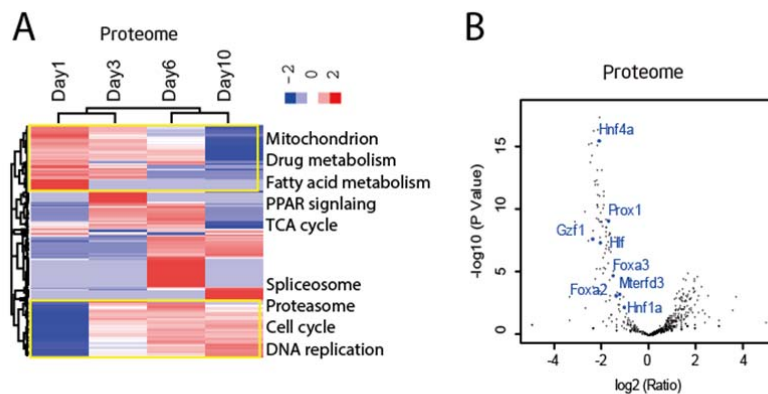 A
Proteome
Day1 Day3 Day6 Day10
-2 0 2
Mitochondrion
Drug metabolism
Fatty acid metabolism
PPAR signlaing
TCA cycle
Spliceosome
Proteasome
Cell cycle
DNA replication
B
Proteome
-log10 (P Value)
15
10
5
0
Hnf4a
Prox1
Gzf1
Hlf
Foxa3
Mterfd3
Foxa2
Hnf1a
-4 -2 0 2 4
log2 (Ratio)